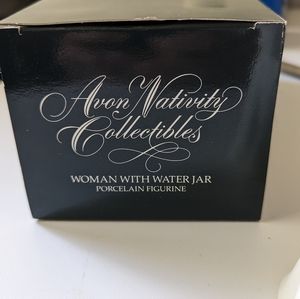 Avon Nativity
Collectibles
WOMAN WITH WATER JAR
PORCELAIN FIGURINE